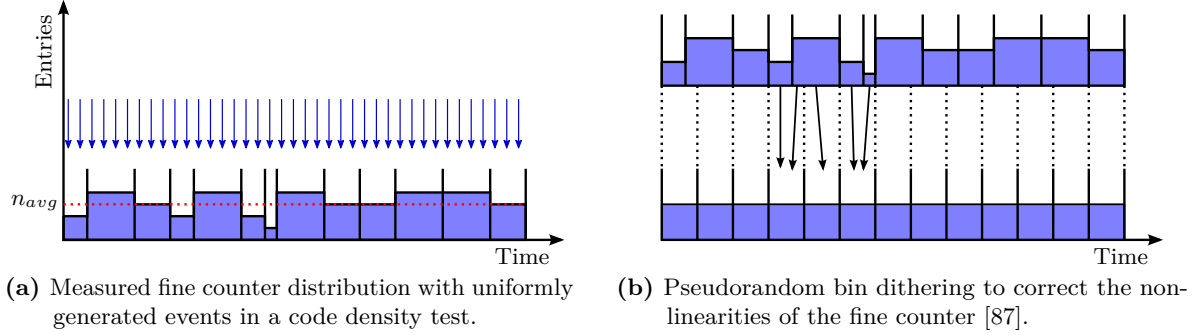 Entries
n_avg
Time
Time
(a) Measured fine counter distribution with uniformly
generated events in a code density test.
(b) Pseudorandom bin dithering to correct the non-
linearities of the fine counter [87].